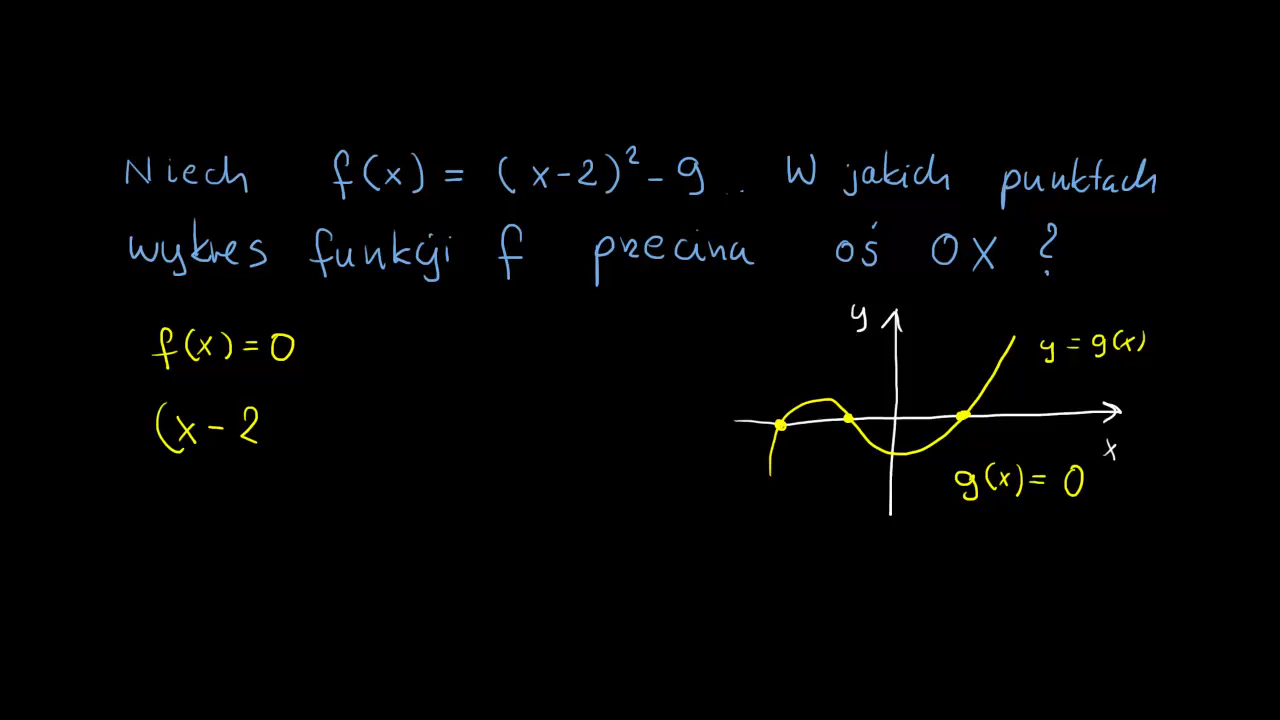 Niech f(x) = (x-2)² - 9 .. W jakich punktach
wykres funkcji f przecina oś OX ?
f(x) = 0
(x - 2
y
y = g(x)
x
g(x) = 0